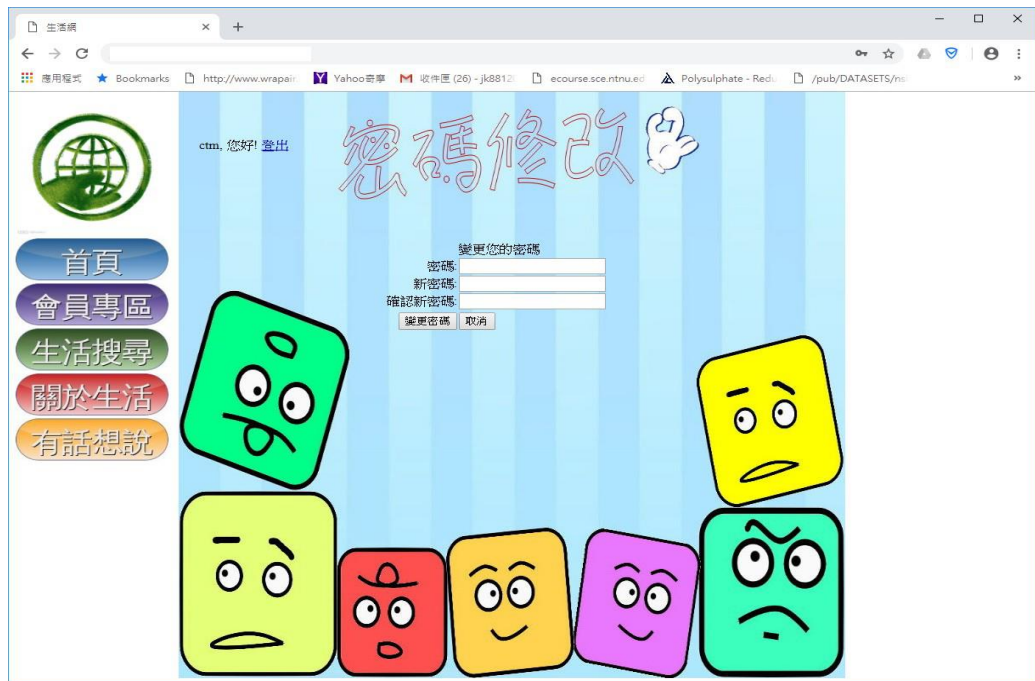 生活網
應用程式 Bookmarks http://www.wrapair Yahoo奇摩 收件匣 (26) - jk8812 ecourse.sce.ntnu.ed Polysulphate - Redu /pub/DATASETS/ns »
密碼修改
ctm, 您好! 登出
變更您的密碼
密碼:
新密碼:
確認新密碼:
變更密碼 取消
首頁
會員專區
生活搜尋
關於生活
有話想說